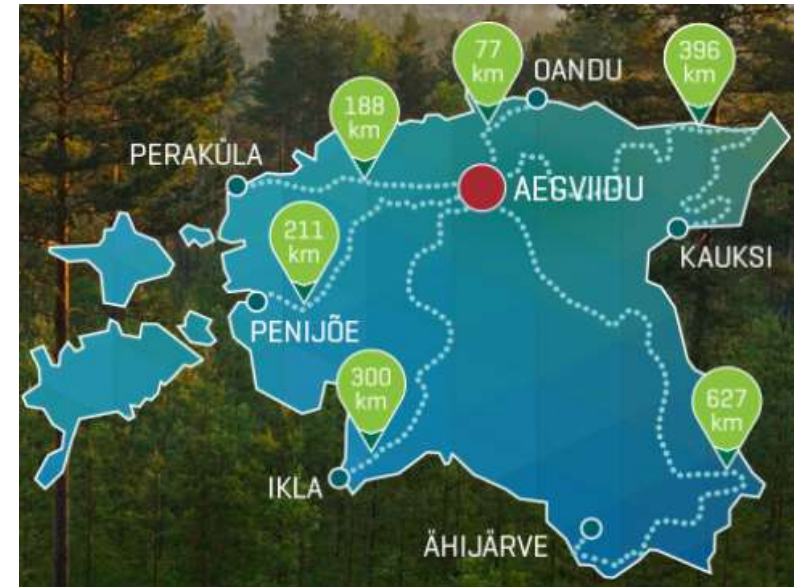 77
km
OANDU
396
km
188
km
PERAKÜLA
AEGVIIDU
211
km
KAUKSI
PENIJÕE
300
km
627
km
IKLA
ÄHIJÄRVE